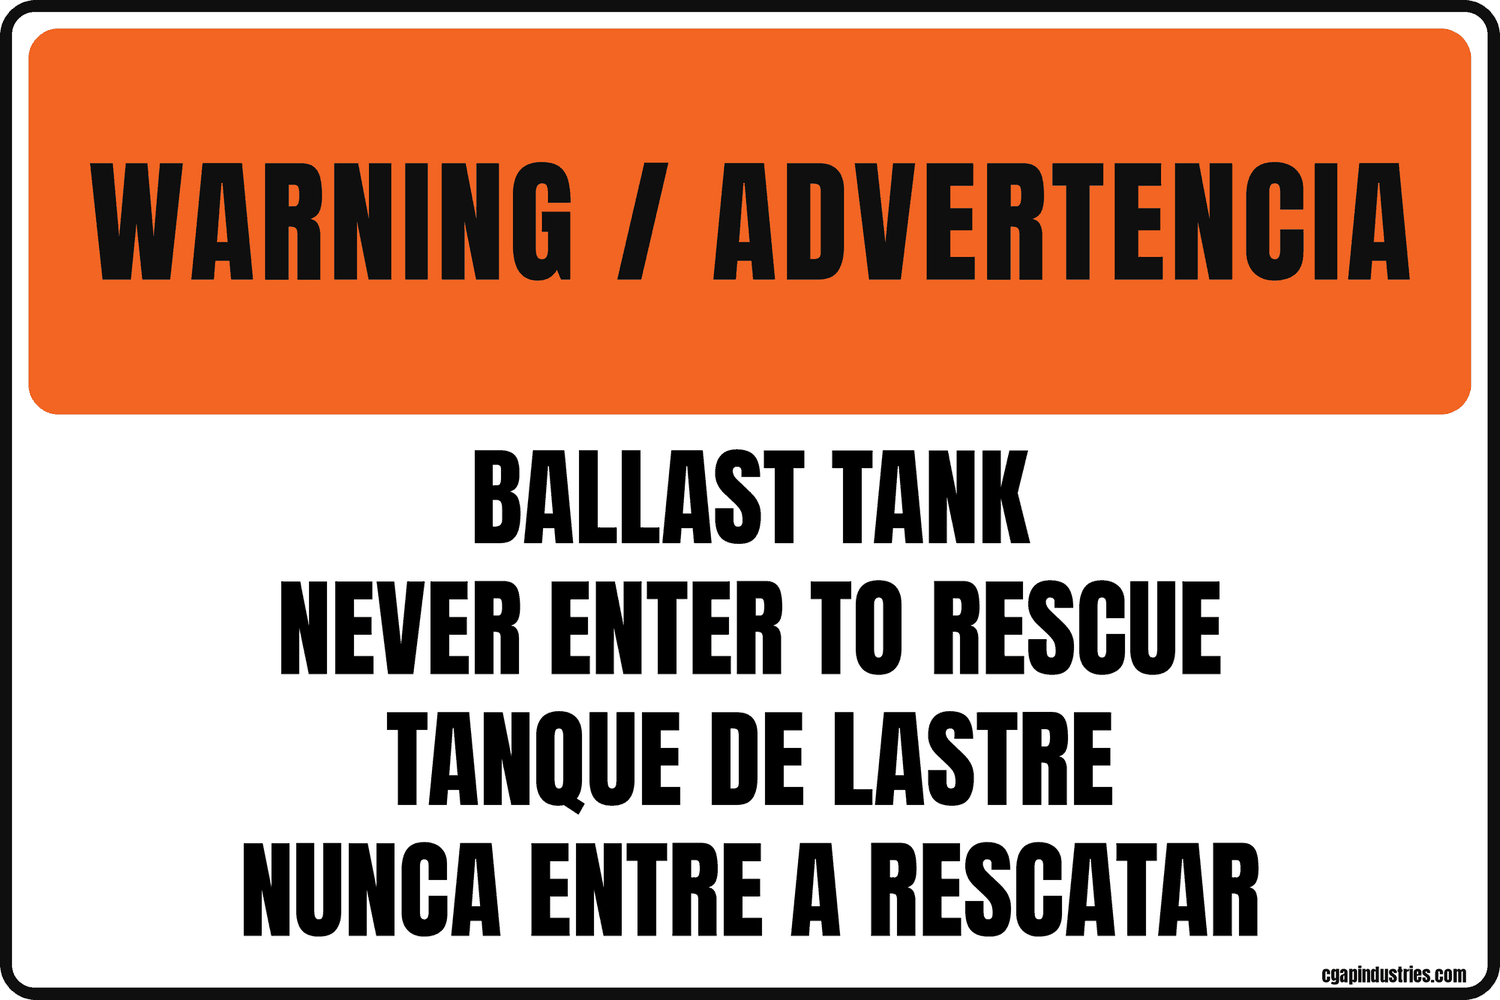 WARNING / ADVERTENCIA
BALLAST TANK
NEVER ENTER TO RESCUE
TANQUE DE LASTRE
NUNCA ENTRE A RESCATAR
cgapindustries.com